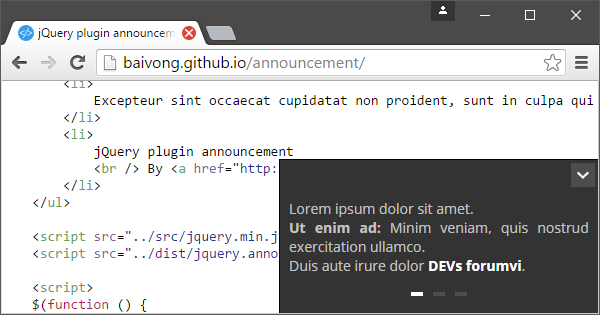 jQuery plugin announcem
baivong.github.io/announcement/
<li>
Excepteur sint occaecat cupidatat non proident, sunt in culpa qui
</li>
<li>
jQuery plugin announcement
<br /> By <a href="http:
</li>
</ul>
<script src="../src/jquery.min.j
<script src="../dist/jquery.anno
<script>
$(function () {
Lorem ipsum dolor sit amet.
Ut enim ad: Minim veniam, quis nostrud
exercitation ullamco.
Duis aute irure dolor DEVs forumvi.